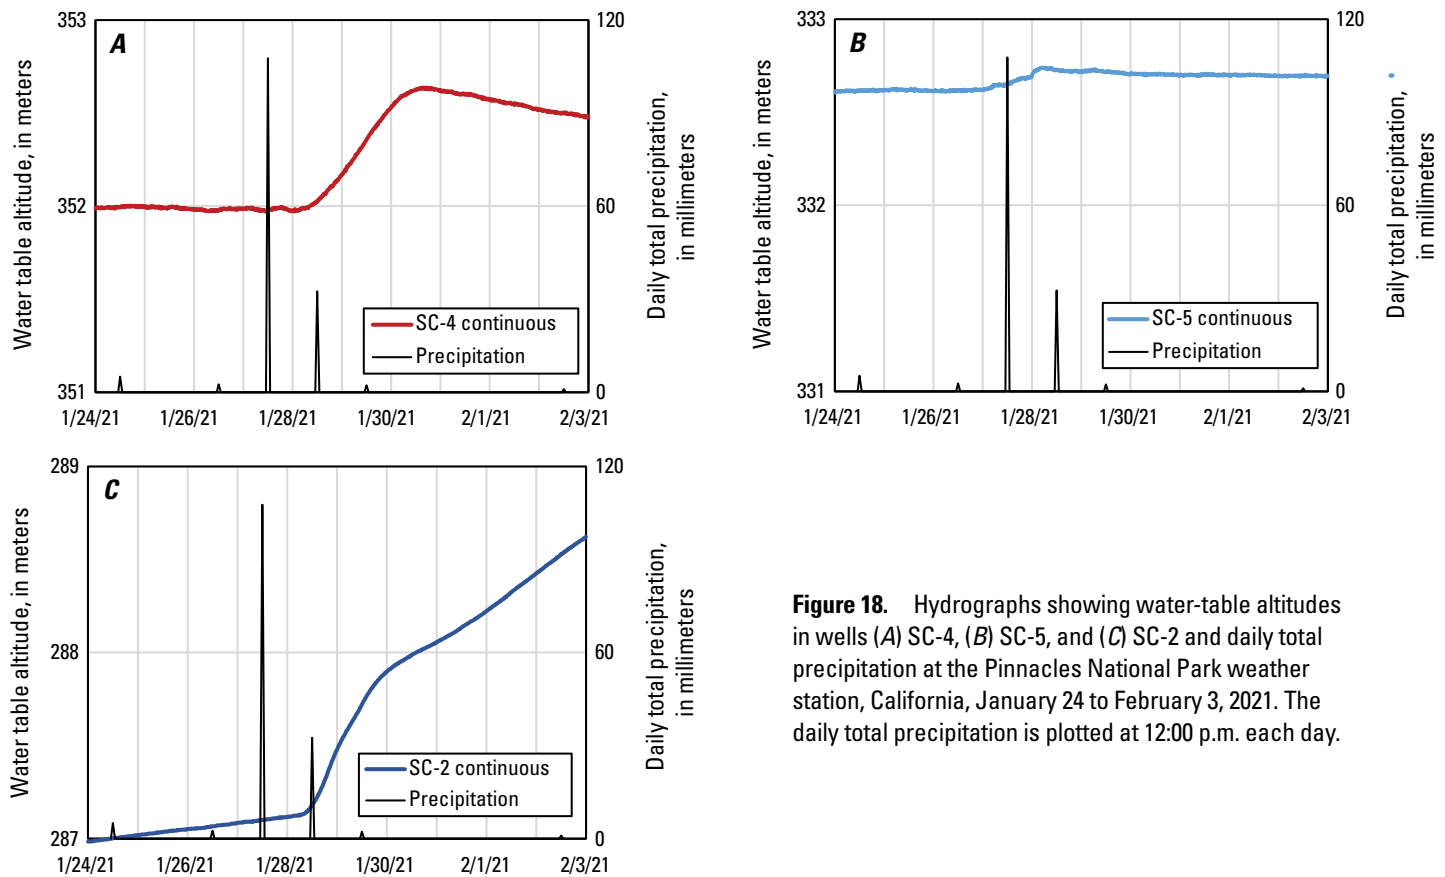 A
Water table altitude, in meters
353
352
351
120
60
0
Daily total precipitation,
in millimeters
SC-4 continuous
Precipitation
1/24/21 1/26/21 1/28/21 1/30/21 2/1/21 2/3/21
B
Water table altitude, in meters
333
332
331
120
60
0
Daily total precipitation,
in millimeters
SC-5 continuous
Precipitation
1/24/21 1/26/21 1/28/21 1/30/21 2/1/21 2/3/21
C
Water table altitude, in meters
289
288
287
120
60
0
Daily total precipitation,
in millimeters
SC-2 continuous
Precipitation
1/24/21 1/26/21 1/28/21 1/30/21 2/1/21 2/3/21
Figure 18. Hydrographs showing water-table altitudes
in wells (A) SC-4, (B) SC-5, and (C) SC-2 and daily total
precipitation at the Pinnacles National Park weather
station, California, January 24 to February 3, 2021. The
daily total precipitation is plotted at 12:00 p.m. each day.